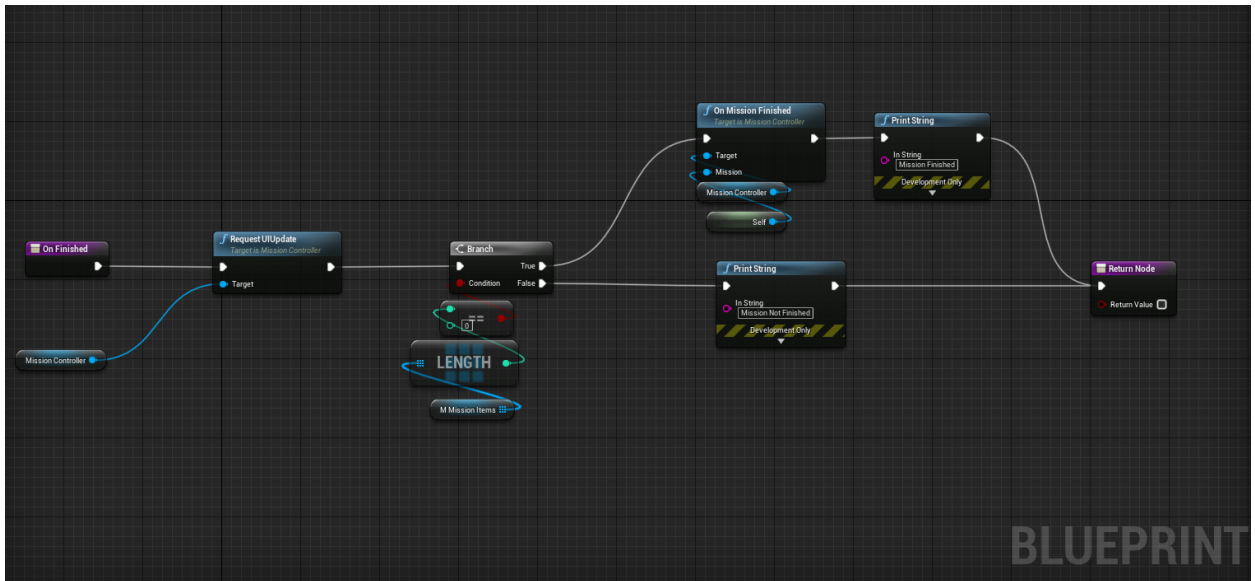 On Finished
Mission Controller
f Request UIUpdate
Target is Mission Controller
Target
Branch
True
Condition
False
==
0
LENGTH
M Mission Items
f On Mission Finished
Target is Mission Controller
Target
Mission
Mission Controller
Self
f Print String
In String
Mission Finished
Development Only
f Print String
In String
Mission Not Finished
Development Only
Return Node
Return Value
BLUEPRINT